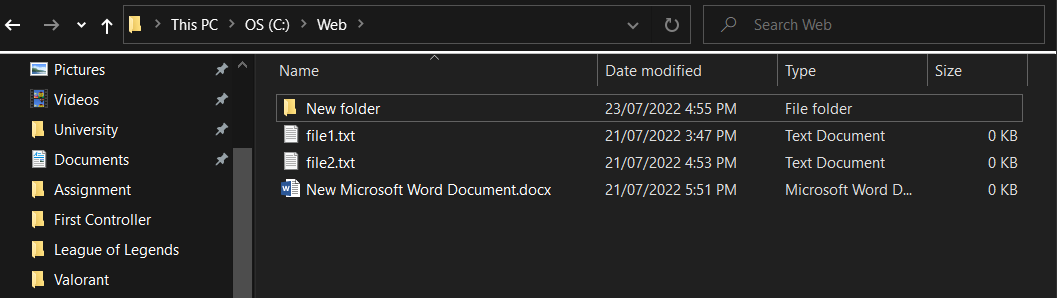 This PC > OS (C:) > Web > Search Web
Name Date modified Type Size
Pictures
Videos
University
Documents
Assignment
First Controller
League of Legends
Valorant
New folder 23/07/2022 4:55 PM File folder
file1.txt 21/07/2022 3:47 PM Text Document 0 KB
file2.txt 21/07/2022 4:53 PM Text Document 0 KB
New Microsoft Word Document.docx 21/07/2022 5:51 PM Microsoft Word D... 0 KB